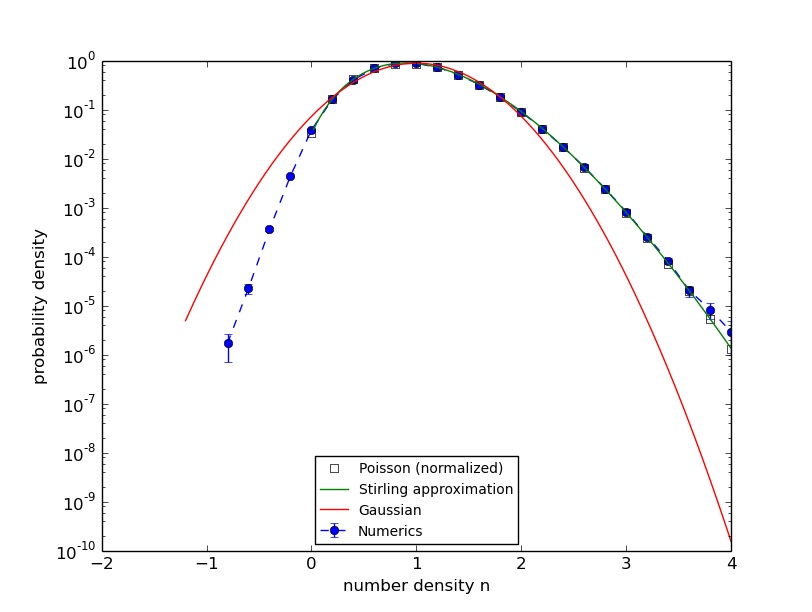 10^0
10^-1
10^-2
10^-3
10^-4
10^-5
10^-6
10^-7
10^-8
10^-9
10^-10
probability density
Poisson (normalized)
Stirling approximation
Gaussian
Numerics
−2 −1 0 1 2 3 4
number density n